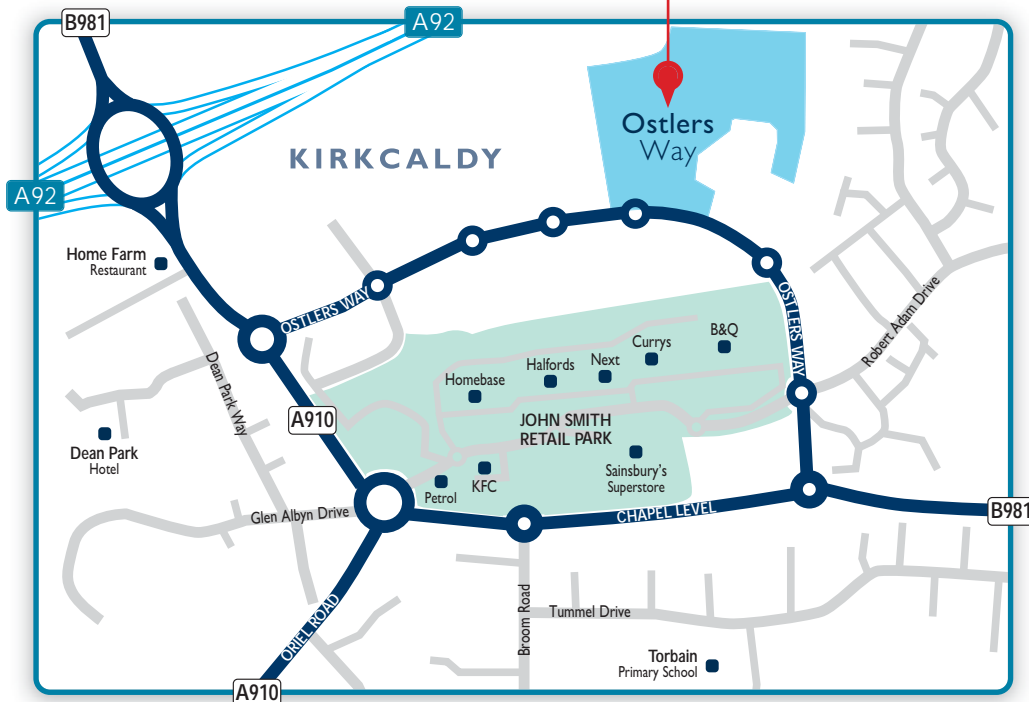 B981
A92
Ostlers
Way
KIRKCALDY
A92
Home Farm
Restaurant
OSTLERS WAY
OSTLERS WAY
Robert Adam Drive
B&Q
Currys
Next
Halfords
Homebase
Dean Park Way
A910
JOHN SMITH
RETAIL PARK
Dean Park
Hotel
Sainsbury's
Superstore
KFC
Petrol
Glen Albyn Drive
CHAPEL LEVEL
B981
Broom Road
Tummel Drive
ORIEL ROAD
Torbain
Primary School
A910